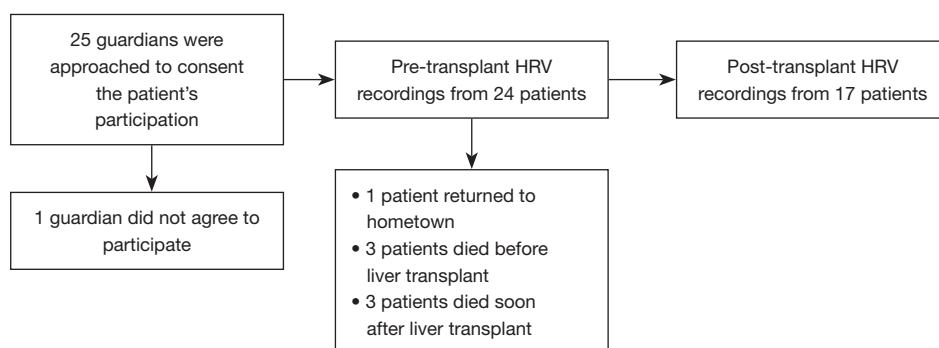 25 guardians were
approached to consent
the patient's
participation
Pre-transplant HRV
recordings from 24 patients
Post-transplant HRV
recordings from 17 patients
1 guardian did not agree to
participate
• 1 patient returned to
hometown
• 3 patients died before
liver transplant
• 3 patients died soon
after liver transplant